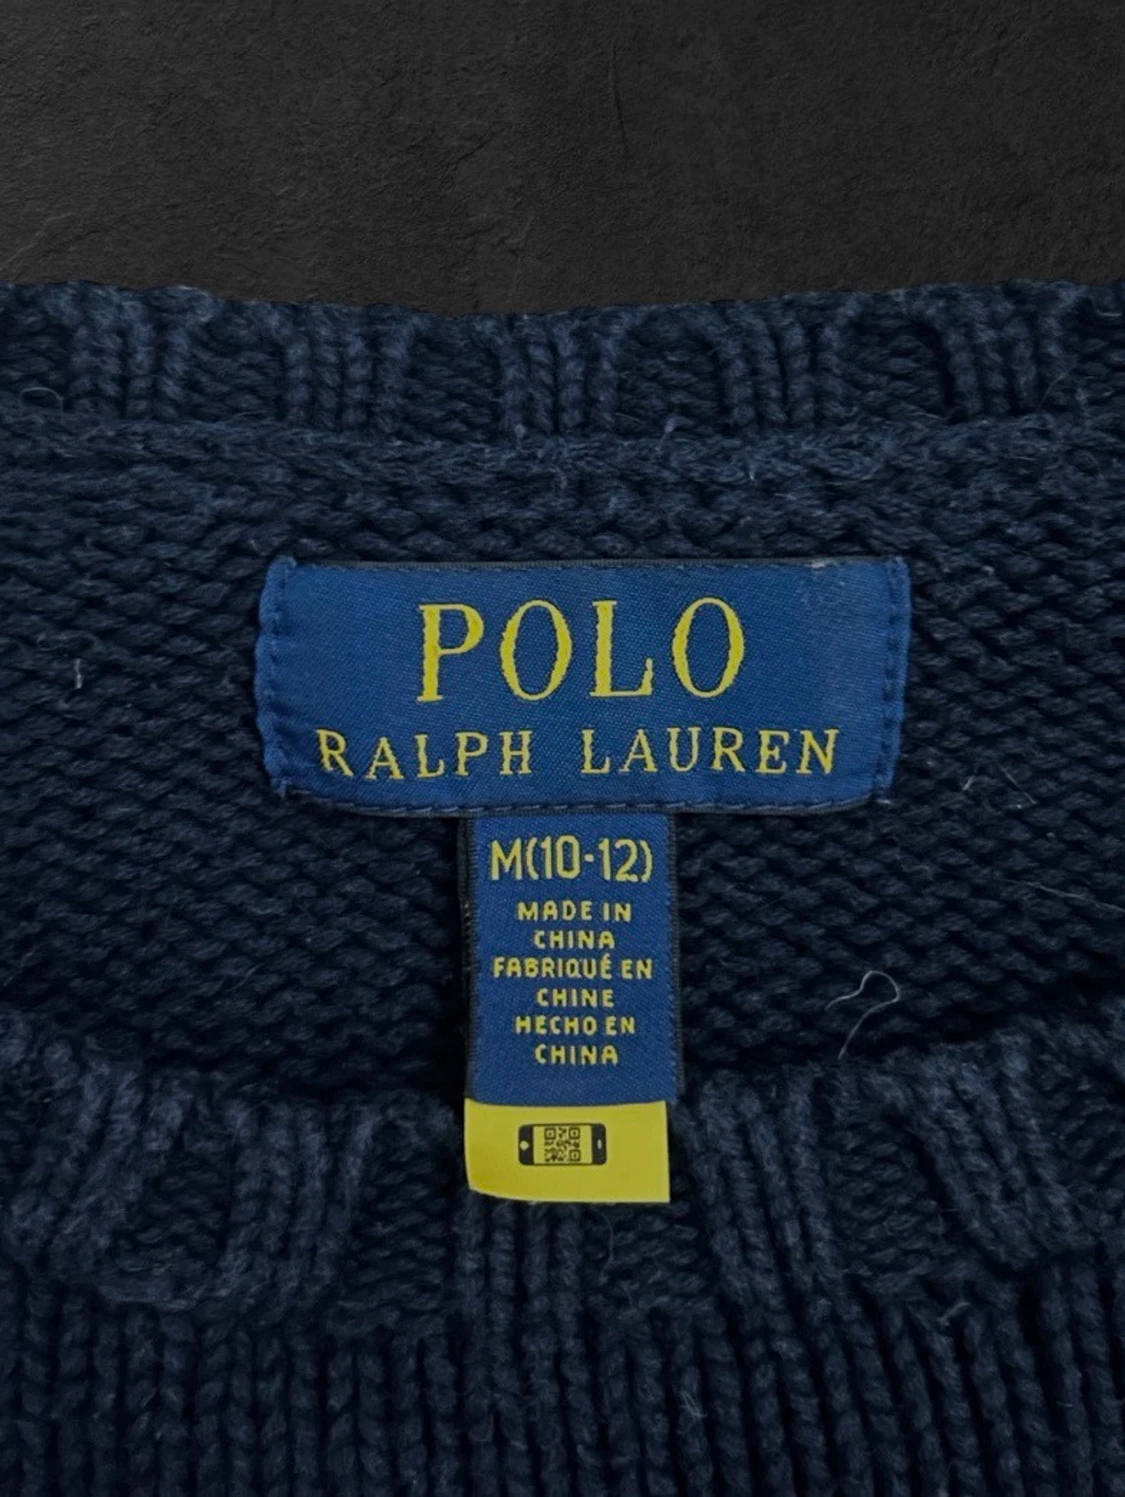 POLO
RALPH LAUREN
M(10-12)
MADE IN
CHINA
FABRIQUÉ EN
CHINE
HECHO EN
CHINA